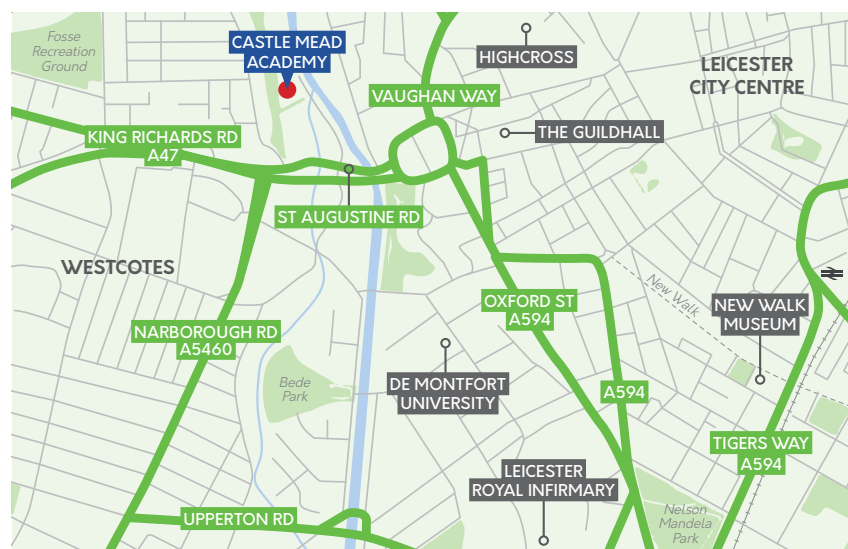 Fosse
Recreation
Ground
CASTLE MEAD
ACADEMY
HIGHCROSS
LEICESTER
CITY CENTRE
VAUGHAN WAY
KING RICHARDS RD
A47
THE GUILDHALL
ST AUGUSTINE RD
WESTCOTES
New Walk
OXFORD ST
A594
NEW WALK
MUSEUM
NARBOROUGH RD
A5460
Bede
Park
DE MONTFORT
UNIVERSITY
A594
TIGERS WAY
A594
LEICESTER
ROYAL INFIRMARY
UPPERTON RD
Nelson
Mandela
Park